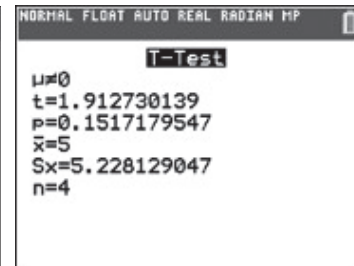 NORMAL FLOAT AUTO REAL RADIAN MP
T-Test
μ≠0
t=1.912730139
p=0.1517179547
x̄=5
Sx=5.228129047
n=4